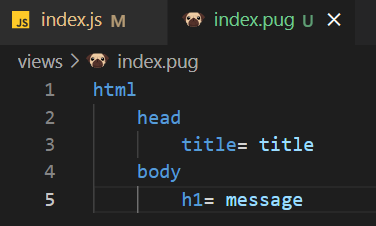 index.js M index.pug U
views > index.pug
1 html
2     head
3         title= title
4     body
5         h1= message